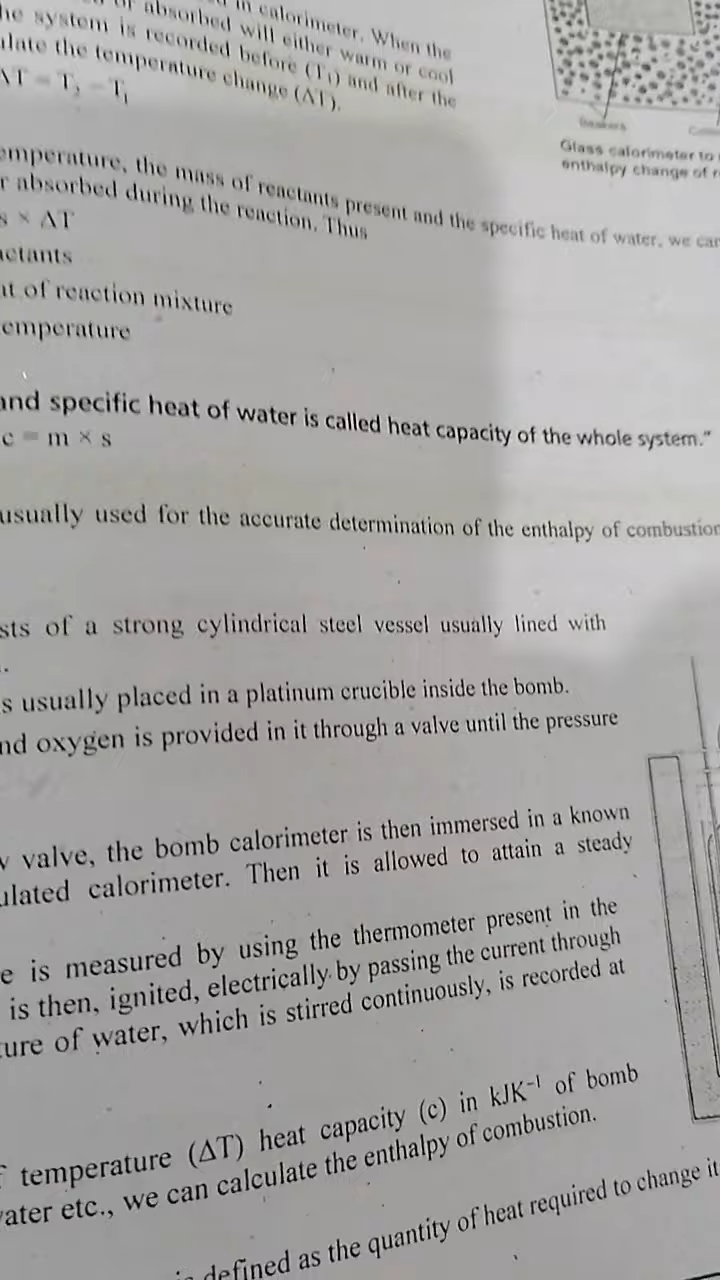 in calorimeter. When the
or absorbed will either warm or cool
he system is recorded before (T₁) and after the
ulate the temperature change (ΔT).
ΔT = T₂ – T₁
Glass calorimeter to
enthalpy change of
emperature, the mass of reactants present and the specific heat of water, we can
r absorbed during the reaction. Thus
s × ΔT
actants
at of reaction mixture
emperature
and specific heat of water is called heat capacity of the whole system."
c = m × s
usually used for the accurate determination of the enthalpy of combustion
sts of a strong cylindrical steel vessel usually lined with
s usually placed in a platinum crucible inside the bomb.
nd oxygen is provided in it through a valve until the pressure
w valve, the bomb calorimeter is then immersed in a known
ulated calorimeter. Then it is allowed to attain a steady
e is measured by using the thermometer present in the
is then, ignited, electrically by passing the current through
ture of water, which is stirred continuously, is recorded at
f temperature (ΔT) heat capacity (c) in kJK⁻¹ of bomb
vater etc., we can calculate the enthalpy of combustion.
is defined as the quantity of heat required to change it